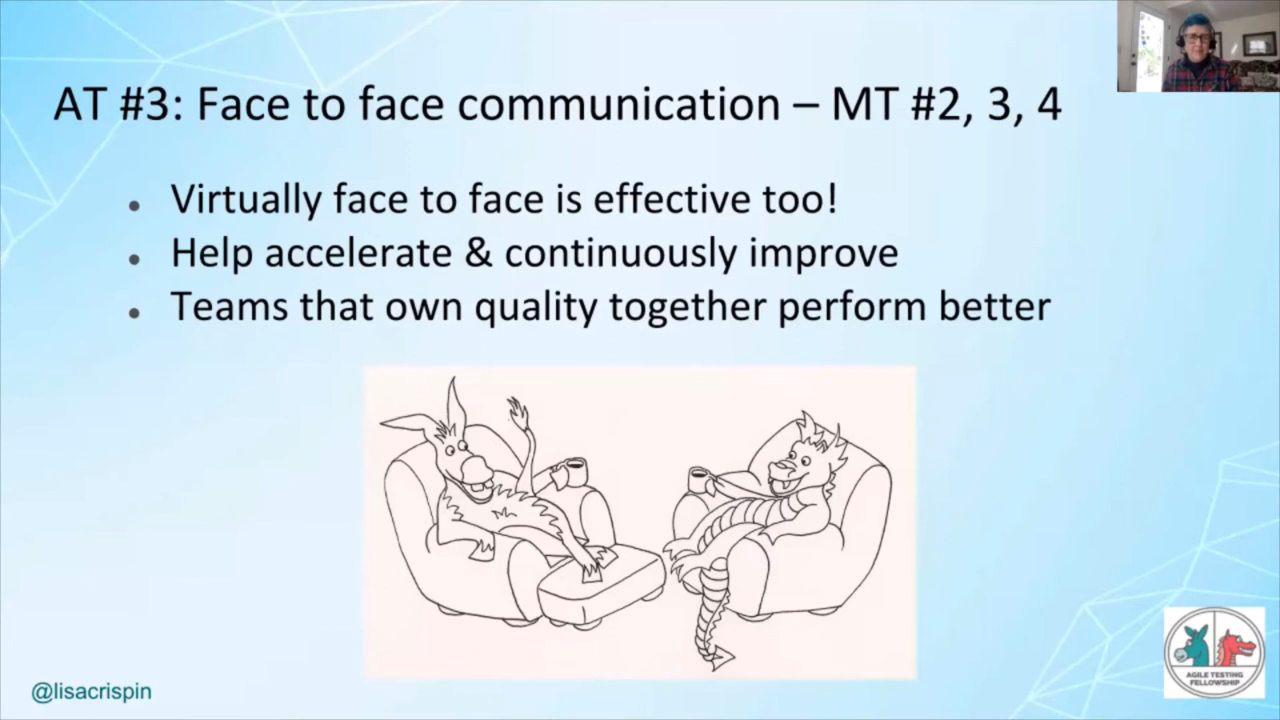 AT #3: Face to face communication – MT #2, 3, 4
Virtually face to face is effective too!
Help accelerate & continuously improve
Teams that own quality together perform better
@lisacrispin
AGILE TESTING
FELLOWSHIP